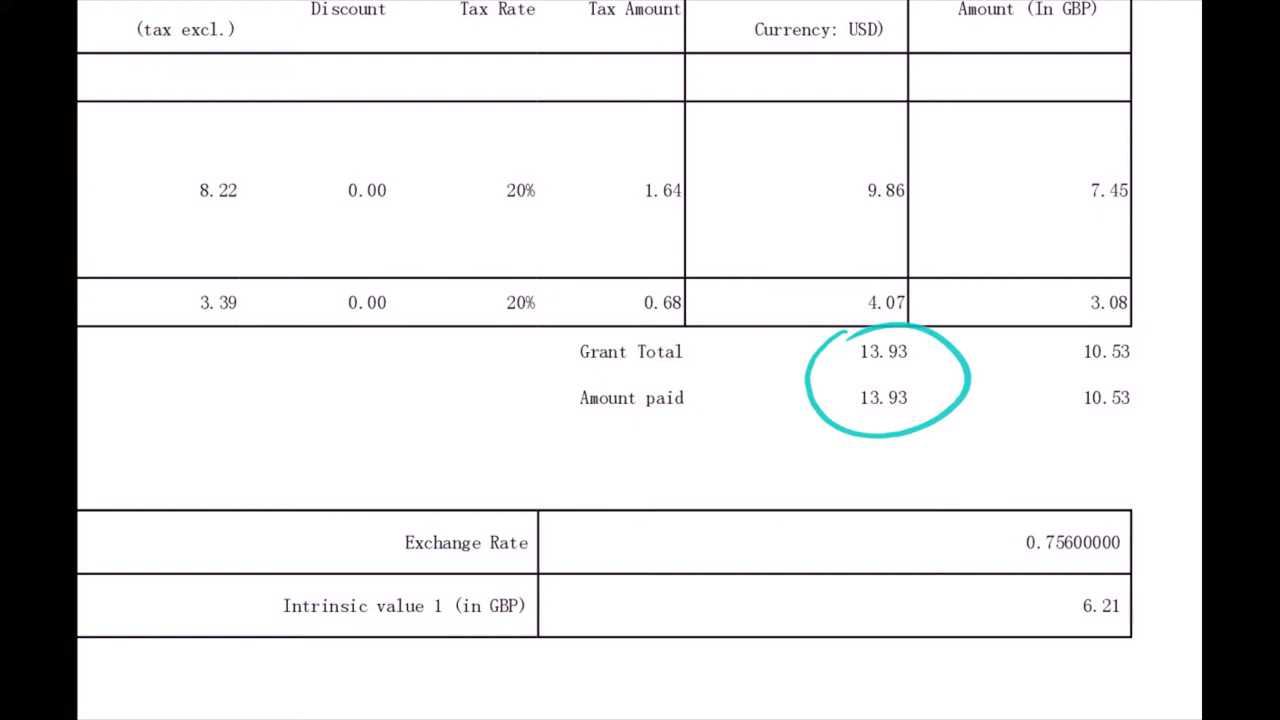 Discount Tax Rate Tax Amount Amount (In GBP)
(tax excl.) Currency: USD)
8.22 0.00 20% 1.64 9.86 7.45
3.39 0.00 20% 0.68 4.07 3.08
Grant Total 13.93 10.53
Amount paid 13.93 10.53
Exchange Rate 0.75600000
Intrinsic value 1 (in GBP) 6.21